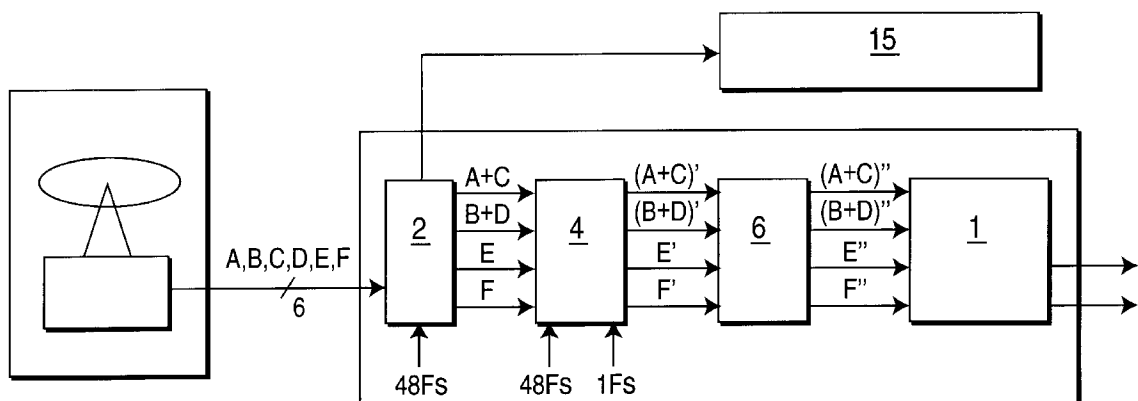 15
A+C (A+C)' (A+C)"
B+D (B+D)' (B+D)"
2 4 6 1
A,B,C,D,E,F E E' E"
6 F F' F"
48Fs 48Fs 1Fs